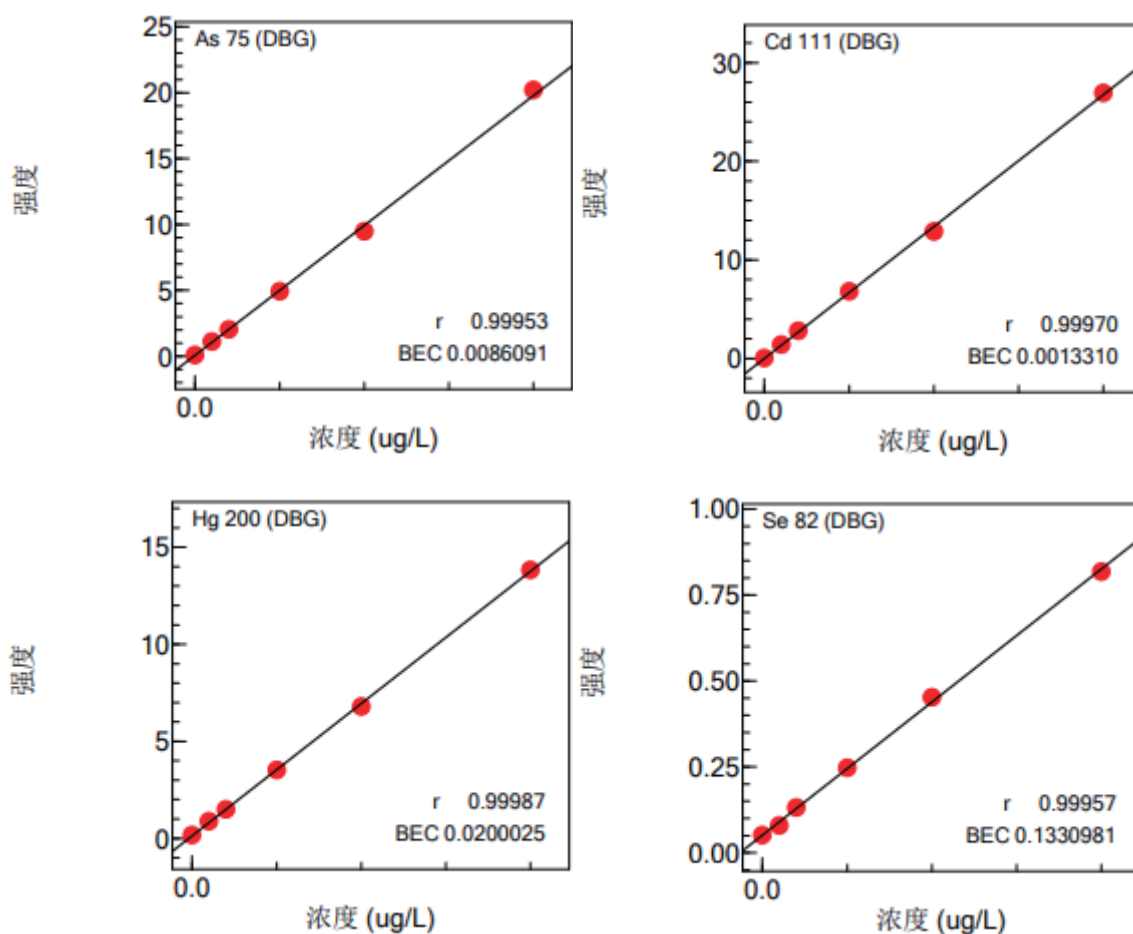 As 75 (DBG)
强度
25
20
15
10
5
0
r 0.99953
BEC 0.0086091
0.0
浓度 (ug/L)
Cd 111 (DBG)
强度
30
20
10
0
r 0.99970
BEC 0.0013310
0.0
浓度 (ug/L)
Hg 200 (DBG)
强度
15
10
5
0
r 0.99987
BEC 0.0200025
0.0
浓度 (ug/L)
Se 82 (DBG)
强度
1.00
0.75
0.50
0.25
0.00
r 0.99957
BEC 0.1330981
0.0
浓度 (ug/L)